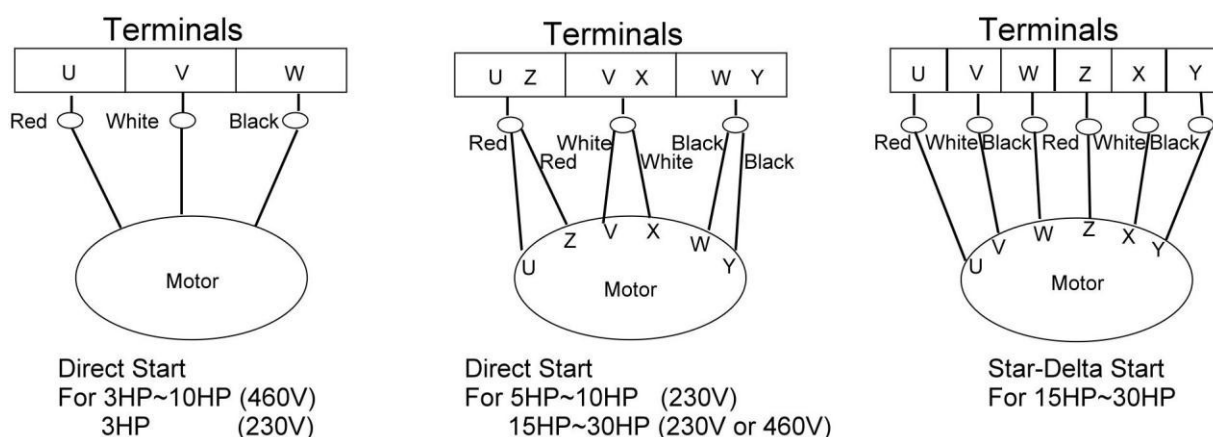 Terminals
U V W
Red White Black
Motor
Direct Start
For 3HP~10HP (460V)
3HP (230V)
Terminals
U Z V X W Y
Red White Black
Red White Black
U Z V X W Y
Motor
Direct Start
For 5HP~10HP (230V)
15HP~30HP (230V or 460V)
Terminals
U V W Z X Y
Red White Black Red White Black
U V W Z X Y
Motor
Star-Delta Start
For 15HP~30HP